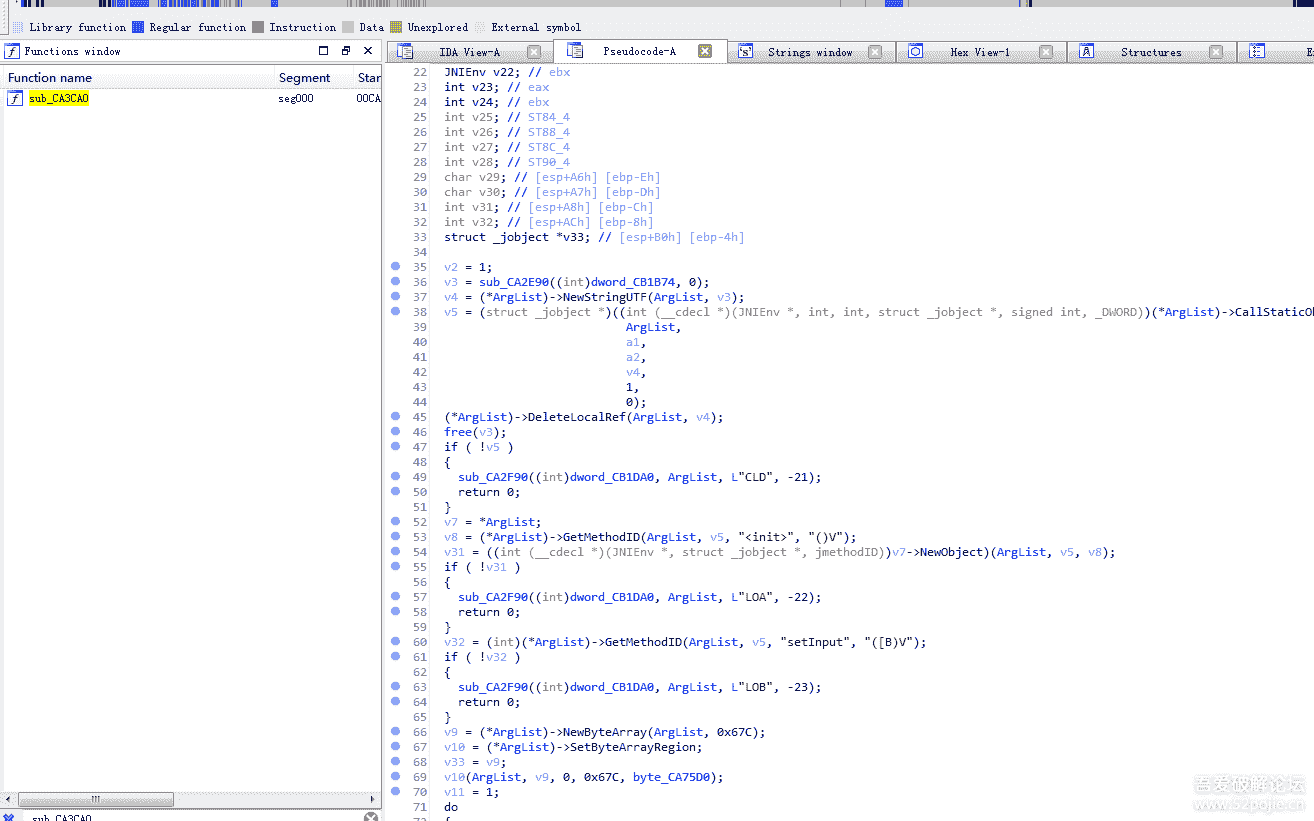 Library function Regular function Instruction Data Unexplored External symbol
Functions window
IDA View-A Pseudocode-A Strings window Hex View-1 Structures
Function name Segment Star
sub_CA3CA0 seg000 00CA
22 JNIEnv v22; // ebx
23 int v23; // eax
24 int v24; // ebx
25 int v25; // ST84_4
26 int v26; // ST88_4
27 int v27; // ST8C_4
28 int v28; // ST90_4
29 char v29; // [esp+A6h] [ebp-Eh]
30 char v30; // [esp+A7h] [ebp-Dh]
31 int v31; // [esp+A8h] [ebp-Ch]
32 int v32; // [esp+ACh] [ebp-8h]
33 struct _jobject *v33; // [esp+B0h] [ebp-4h]
34
35 v2 = 1;
36 v3 = sub_CA2E90((int)dword_CB1B74, 0);
37 v4 = (*ArgList)->NewStringUTF(ArgList, v3);
38 v5 = (struct _jobject *)((int (__cdecl *)(JNIEnv *, int, int, struct _jobject *, signed int, _DWORD))(*ArgList)->CallStaticOb
39 ArgList,
40 a1,
41 a2,
42 v4,
43 1,
44 0);
45 (*ArgList)->DeleteLocalRef(ArgList, v4);
46 free(v3);
47 if ( !v5 )
48 {
49 sub_CA2F90((int)dword_CB1DA0, ArgList, L"CLD", -21);
50 return 0;
51 }
52 v7 = *ArgList;
53 v8 = (*ArgList)->GetMethodID(ArgList, v5, "<init>", "()V");
54 v31 = ((int (__cdecl *)(JNIEnv *, struct _jobject *, jmethodID))v7->NewObject)(ArgList, v5, v8);
55 if ( !v31 )
56 {
57 sub_CA2F90((int)dword_CB1DA0, ArgList, L"LOA", -22);
58 return 0;
59 }
60 v32 = (int)(*ArgList)->GetMethodID(ArgList, v5, "setInput", "([B)V");
61 if ( !v32 )
62 {
63 sub_CA2F90((int)dword_CB1DA0, ArgList, L"LOB", -23);
64 return 0;
65 }
66 v9 = (*ArgList)->NewByteArray(ArgList, 0x67C);
67 v10 = (*ArgList)->SetByteArrayRegion;
68 v33 = v9;
69 v10(ArgList, v9, 0, 0x67C, byte_CA75D0);
70 v11 = 1;
71 do
sub_CA3CA0
吾爱破解论坛
www.52pojie.cn